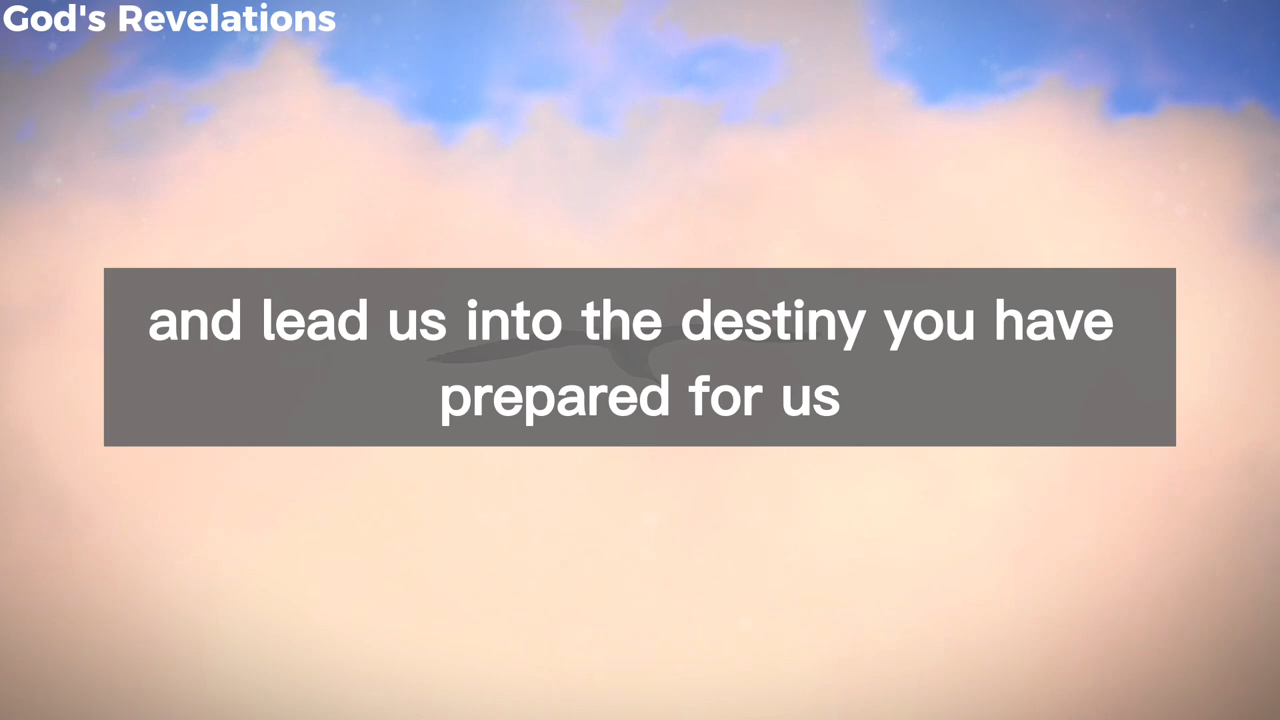 God's Revelations
and lead us into the destiny you have
prepared for us